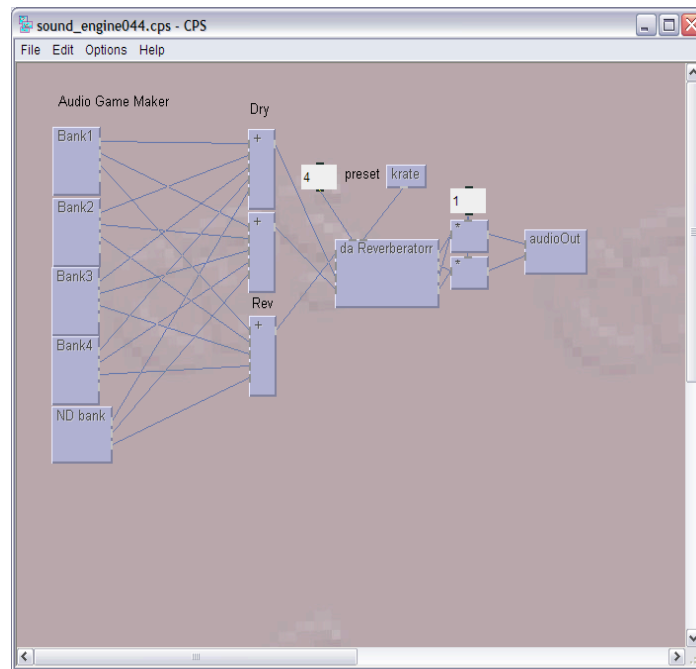 sound_engine044.cps - CPS
File Edit Options Help
Audio Game Maker
Dry
Bank1
+
4
preset
krate
1
Bank2
+
*
audioOut
da Reverberatorr
*
Bank3
Rev
+
Bank4
ND bank